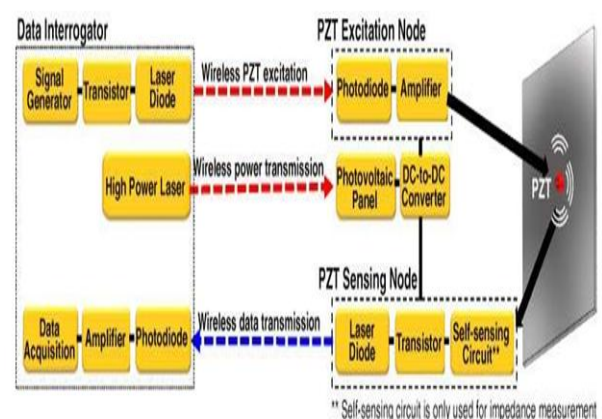 Data Interrogator
PZT Excitation Node
Signal
Generator
Transistor
Laser
Diode
Wireless PZT excitation
Photodiode
Amplifier
High Power Laser
Wireless power transmission
Photovoltaic
Panel
DC-to-DC
Converter
PZT
PZT Sensing Node
Data
Acquisition
Amplifier
Photodiode
Wireless data transmission
Laser
Diode
Transistor
Self-sensing
Circuit**
** Self-sensing circuit is only used for impedance measurement